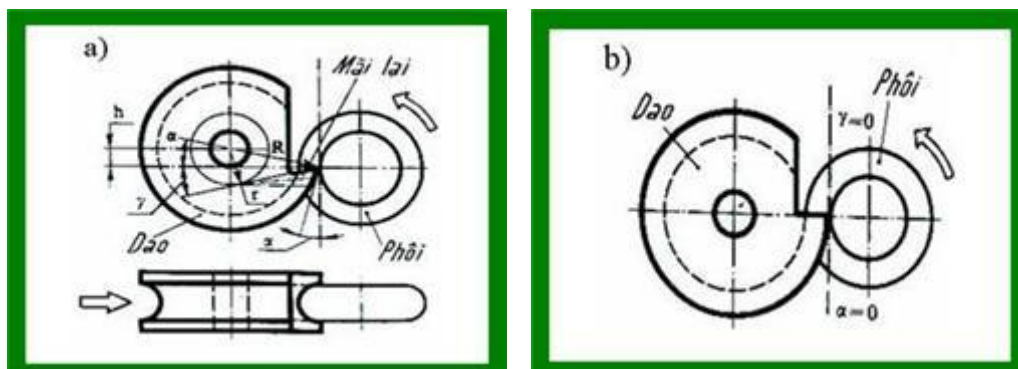 a)
Mài lại
h
α
R
γ
r
Dao
α
Phôi
b)
Phôi
Dao
γ=0
α=0